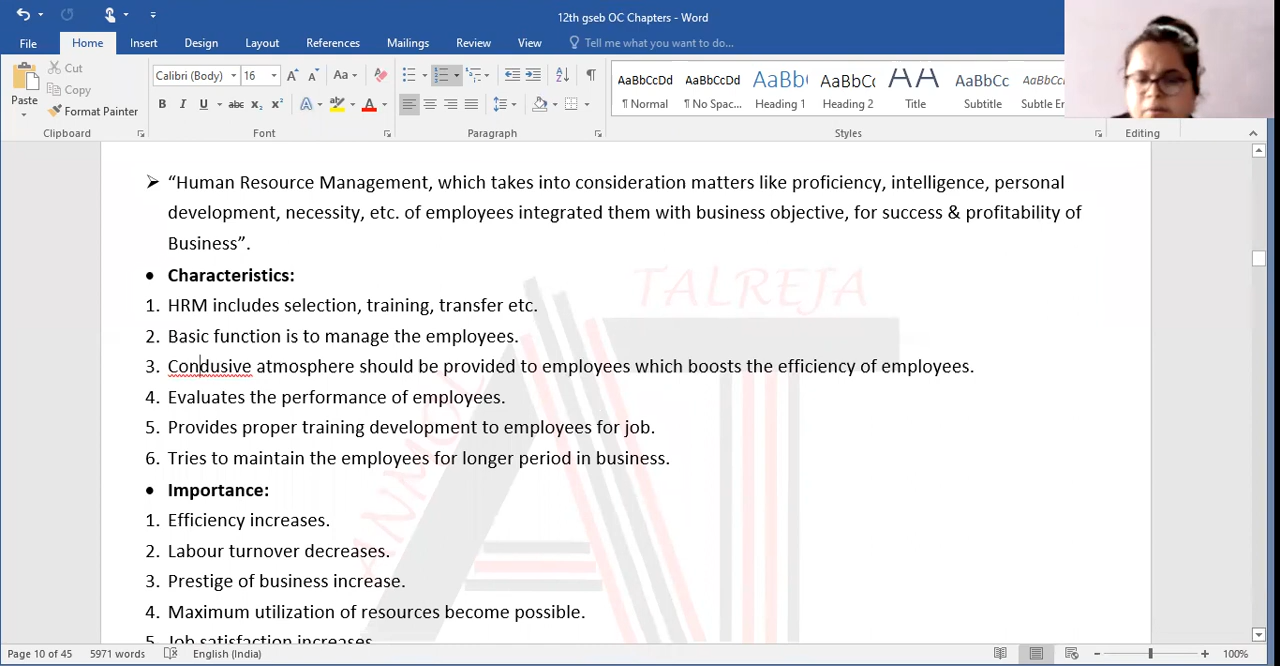 12th gseb OC Chapters - Word
File Home Insert Design Layout References Mailings Review View Tell me what you want to do...
Paste
Cut
Copy
Format Painter
Clipboard
Calibri (Body) 16
Font
Paragraph
AaBbCcDd AaBbCcDd AaBb( AaBbCc AA AaBbCc AaBbCc
¶ Normal ¶ No Spac... Heading 1 Heading 2 Title Subtitle Subtle Em
Styles
Editing
➢ “Human Resource Management, which takes into consideration matters like proficiency, intelligence, personal
development, necessity, etc. of employees integrated them with business objective, for success & profitability of
Business”.
• Characteristics:
1. HRM includes selection, training, transfer etc.
2. Basic function is to manage the employees.
3. Condusive atmosphere should be provided to employees which boosts the efficiency of employees.
4. Evaluates the performance of employees.
5. Provides proper training development to employees for job.
6. Tries to maintain the employees for longer period in business.
• Importance:
1. Efficiency increases.
2. Labour turnover decreases.
3. Prestige of business increase.
4. Maximum utilization of resources become possible.
5. Job satisfaction increases.
ANMOL
TALREJA
Page 10 of 45 5971 words English (India) 100%